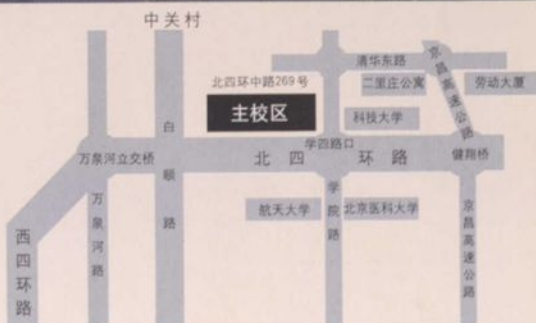 中关村
清华东路
京昌高速公路
北四环中路269号
二里庄公寓
劳动大厦
主校区
科技大学
白颐路
学四路口
万泉河立交桥
北四环路
健翔桥
万泉河路
学院路
航天大学
北京医科大学
京昌高速公路
西四环路